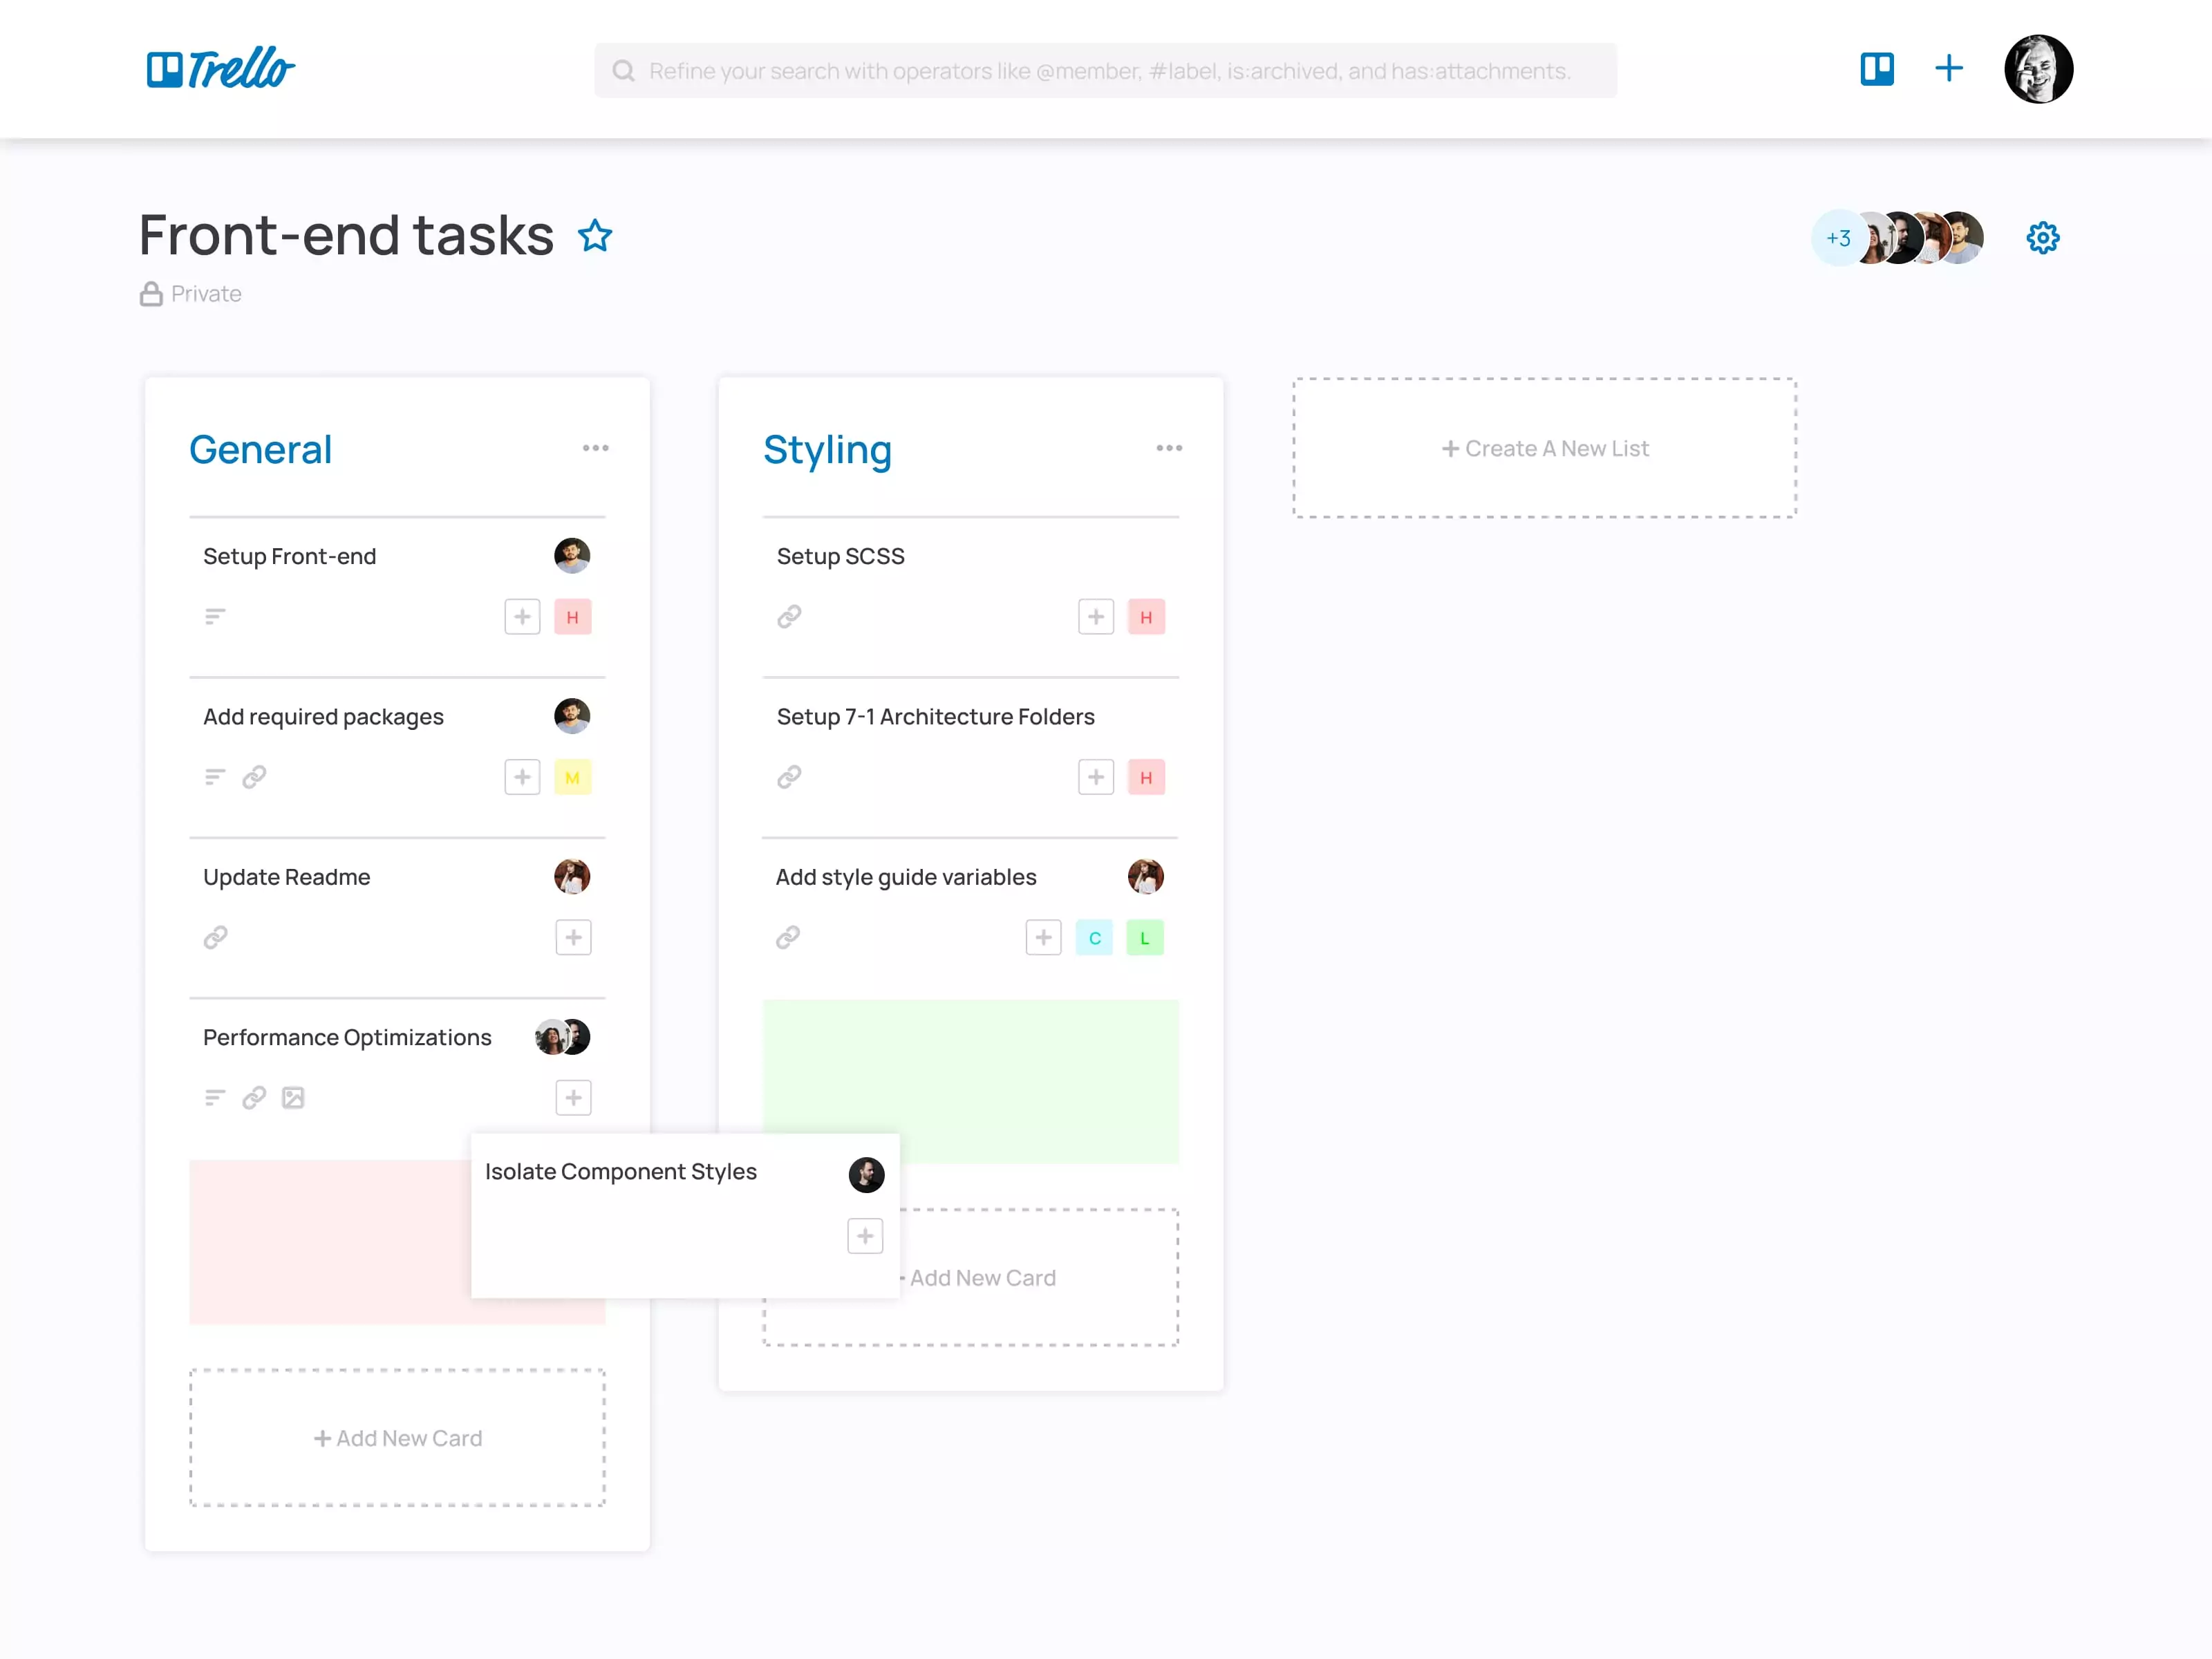 Trello
Refine your search with operators like @member, #label, is:archived, and has:attachments.
Front-end tasks
+3
Private
General
Setup Front-end
H
Add required packages
M
Update Readme
Performance Optimizations
+ Add New Card
Styling
Setup SCSS
H
Setup 7-1 Architecture Folders
H
Add style guide variables
C L
Isolate Component Styles
Add New Card
+ Create A New List